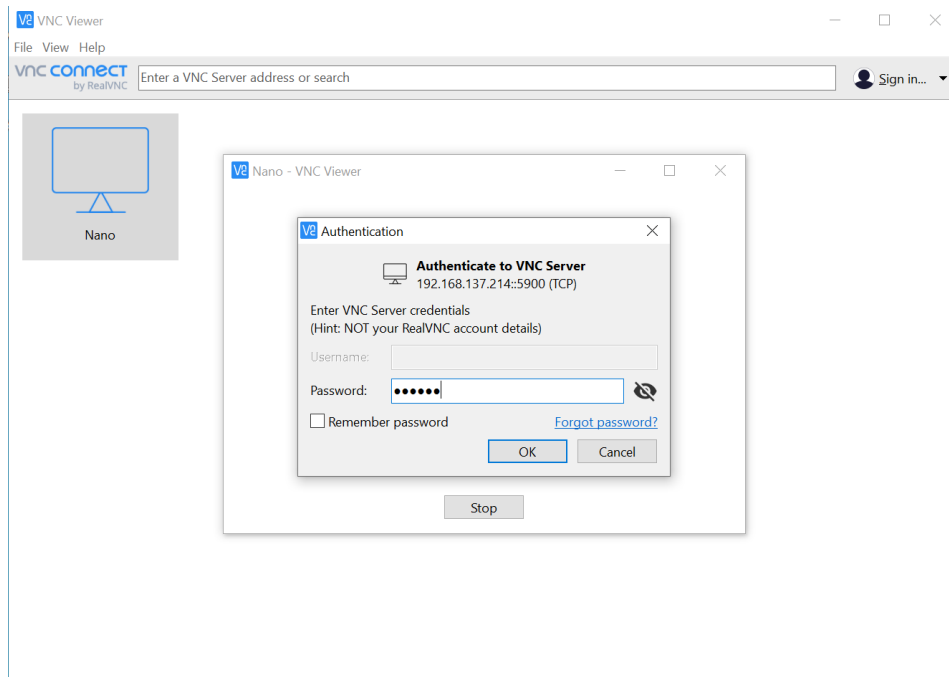 VNC Viewer
File View Help
vnc connect
by RealVNC
Enter a VNC Server address or search
Sign in...
Nano
Nano - VNC Viewer
Authentication
Authenticate to VNC Server
192.168.137.214::5900 (TCP)
Enter VNC Server credentials
(Hint: NOT your RealVNC account details)
Username:
Password: ●●●●●●
Remember password Forgot password?
OK Cancel
Stop